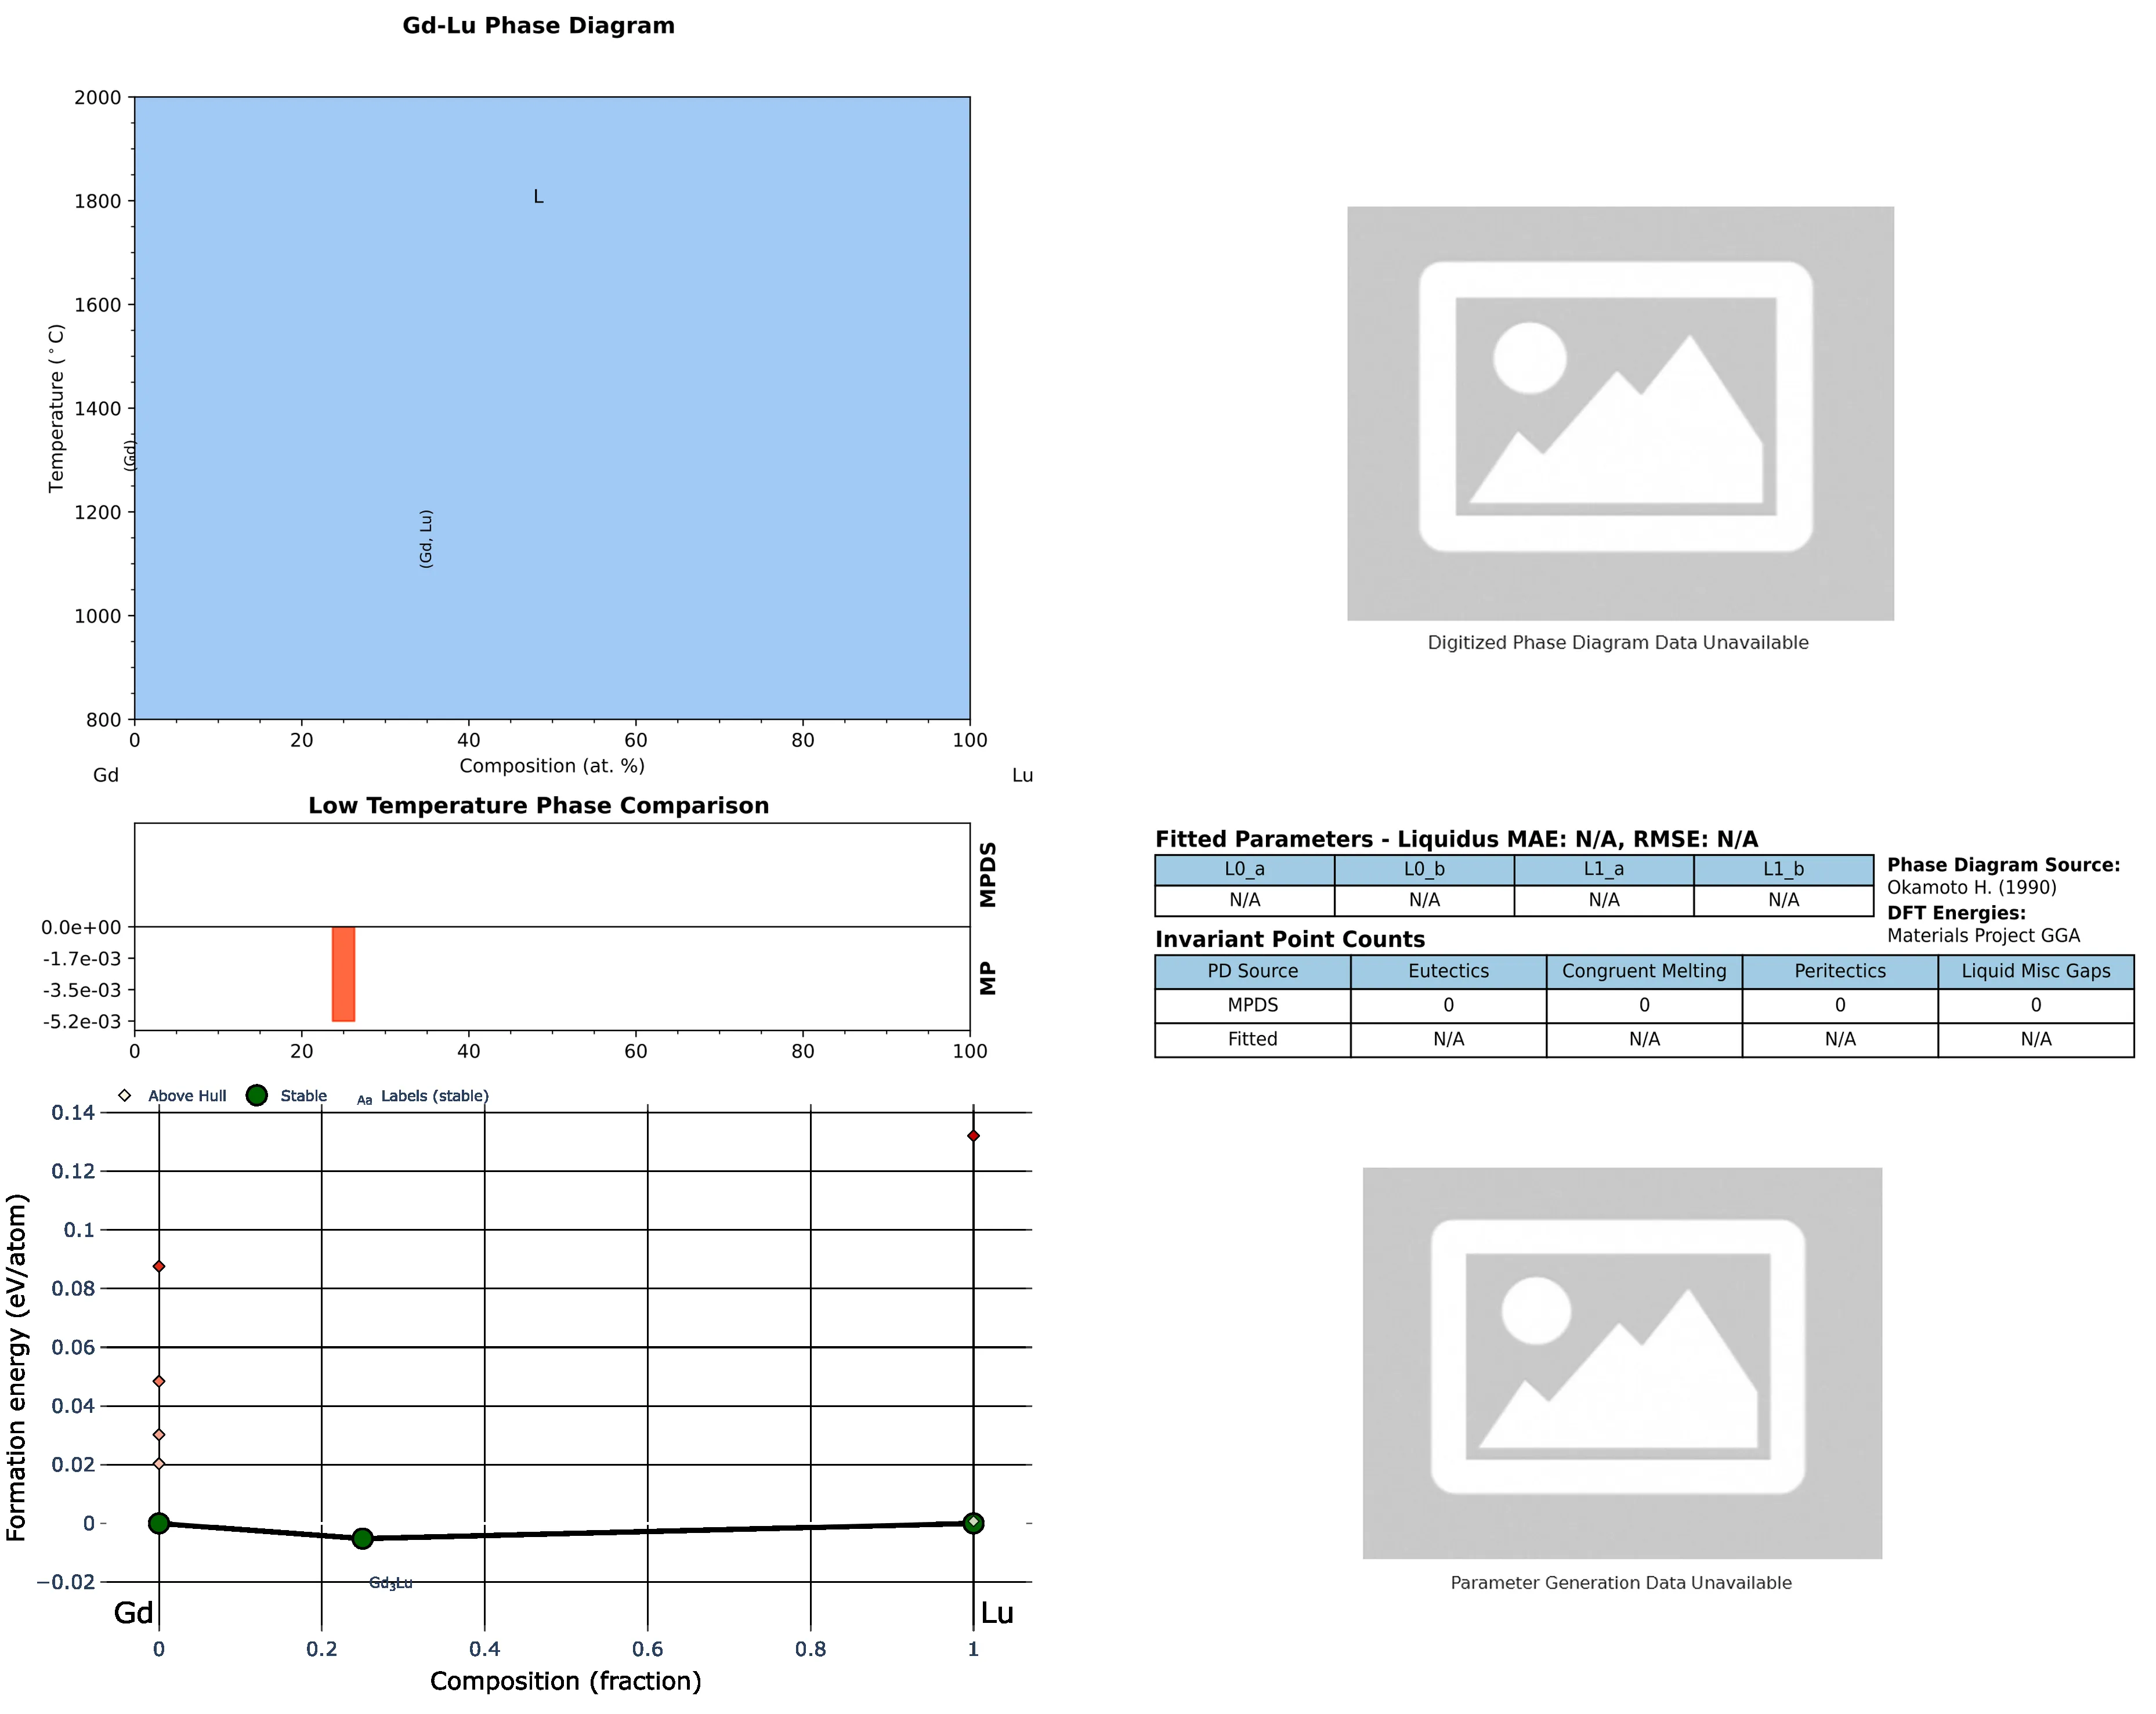 Gd-Lu Phase Diagram
2000
1800
1600
1400
1200
1000
800
Temperature (°C)
L
(Gd)
(Gd, Lu)
0 20 40 60 80 100
Composition (at. %)
Gd Lu
Digitized Phase Diagram Data Unavailable
Low Temperature Phase Comparison
MPDS
MP
0.0e+00
-1.7e-03
-3.5e-03
-5.2e-03
0 20 40 60 80 100
Fitted Parameters - Liquidus MAE: N/A, RMSE: N/A
L0_a L0_b L1_a L1_b
N/A N/A N/A N/A
Phase Diagram Source:
Okamoto H. (1990)
DFT Energies:
Materials Project GGA
Invariant Point Counts
PD Source Eutectics Congruent Melting Peritectics Liquid Misc Gaps
MPDS 0 0 0 0
Fitted N/A N/A N/A N/A
Above Hull Stable Aa Labels (stable)
0.14
0.12
0.1
0.08
0.06
0.04
0.02
0
−0.02
Formation energy (eV/atom)
Gd₃Lu
Gd Lu
0 0.2 0.4 0.6 0.8 1
Composition (fraction)
Parameter Generation Data Unavailable